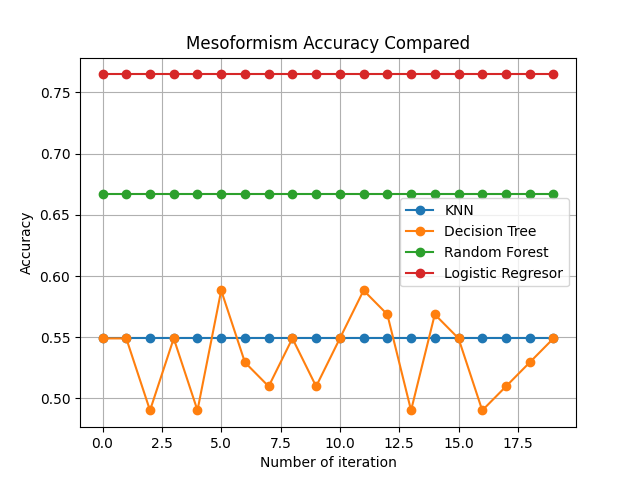 Mesoformism Accuracy Compared
Accuracy
0.75
0.70
0.65
0.60
0.55
0.50
KNN
Decision Tree
Random Forest
Logistic Regresor
0.0 2.5 5.0 7.5 10.0 12.5 15.0 17.5
Number of iteration